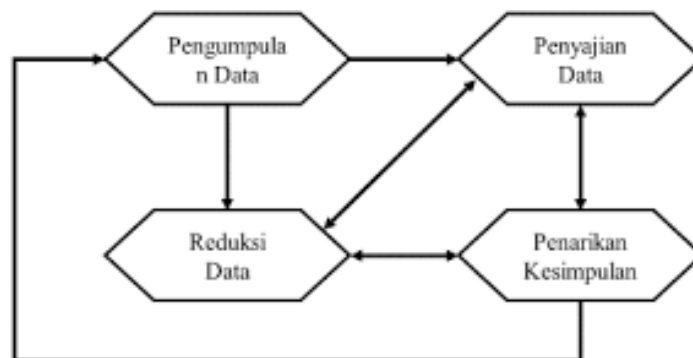 Pengumpula
n Data
Penyajian
Data
Reduksi
Data
Penarikan
Kesimpulan